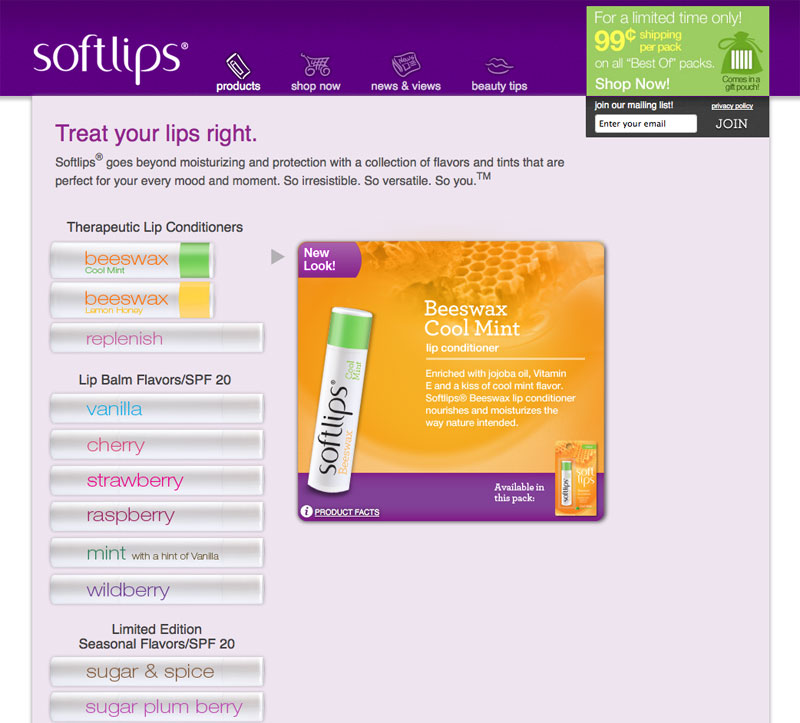 softlips®
products
shop now
news & views
beauty tips
For a limited time only!
99¢ shipping per pack
on all "Best Of" packs.
Shop Now!
Comes in a
gift pouch!
join our mailing list!
privacy policy
Enter your email
JOIN
Treat your lips right.
Softlips® goes beyond moisturizing and protection with a collection of flavors and tints that are
perfect for your every mood and moment. So irresistible. So versatile. So you.™
Therapeutic Lip Conditioners
beeswax
Cool Mint
beeswax
Lemon Honey
replenish
Lip Balm Flavors/SPF 20
vanilla
cherry
strawberry
raspberry
mint with a hint of Vanilla
wildberry
Limited Edition
Seasonal Flavors/SPF 20
sugar & spice
sugar plum berry
New
Look!
Beeswax
Cool Mint
lip conditioner
Enriched with jojoba oil, Vitamin
E and a kiss of cool mint flavor.
Softlips® Beeswax lip conditioner
nourishes and moisturizes the
way nature intended.
softlips®
Beeswax
Cool
Mint
Available in
this pack:
soft
lips
softlips
i PRODUCT FACTS